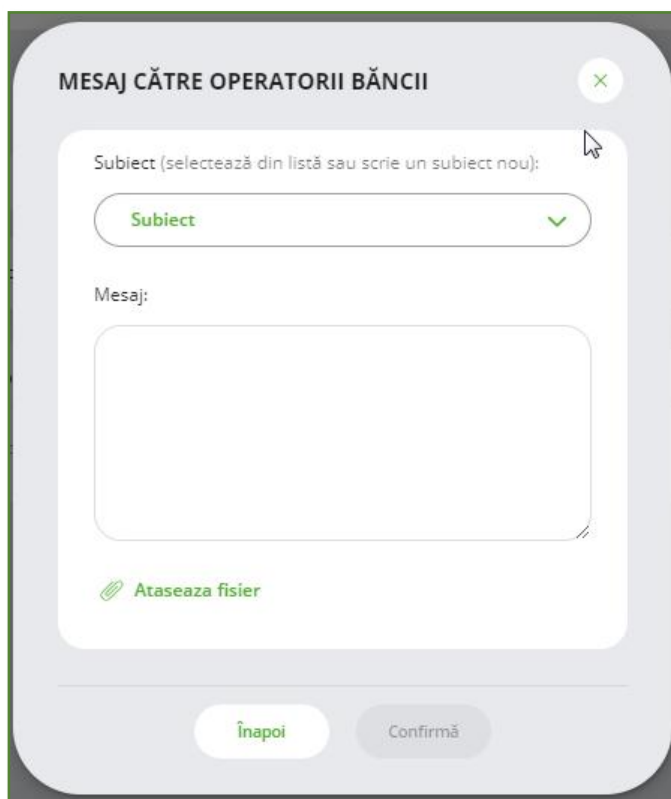 MESAJ CĂTRE OPERATORII BĂNCII
Subiect (selectează din listă sau scrie un subiect nou):
Subiect
Mesaj:
Ataseaza fisier
Înapoi
Confirmă